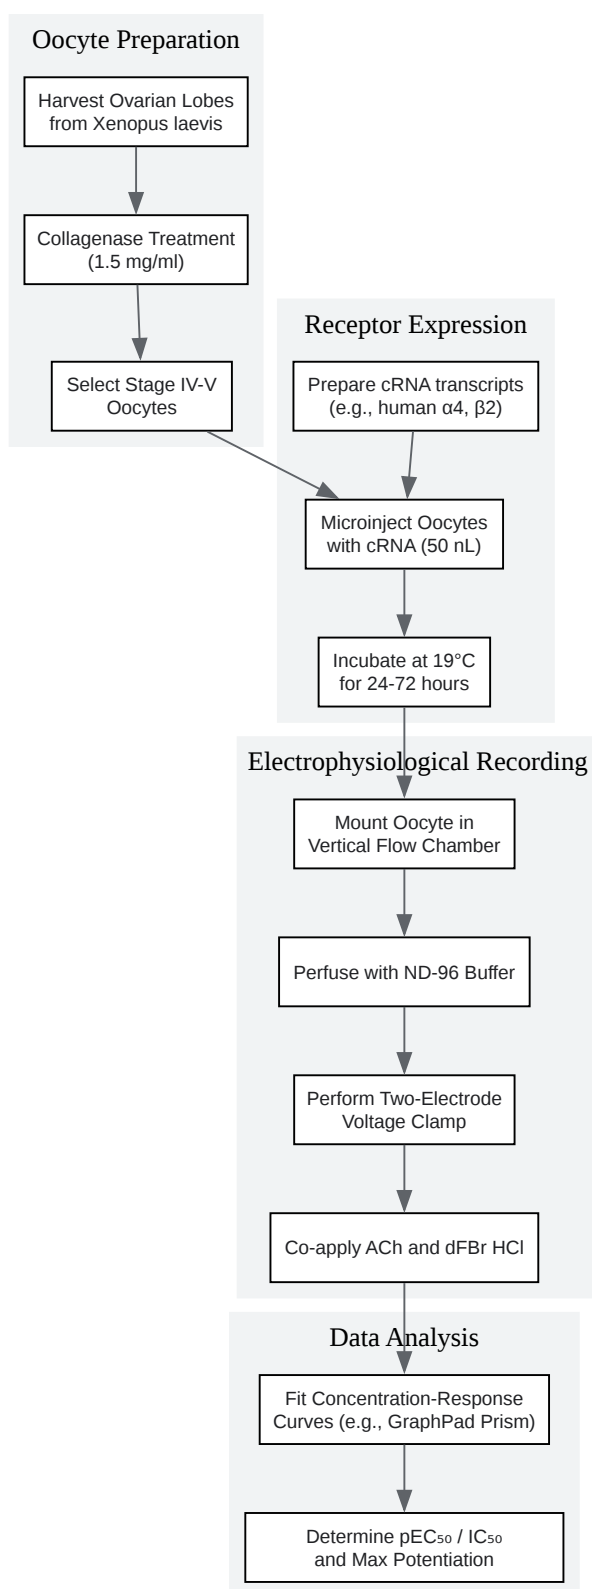 Oocyte Preparation
Harvest Ovarian Lobes
from Xenopus laevis
Collagenase Treatment
(1.5 mg/ml)
Select Stage IV-V
Oocytes
Receptor Expression
Prepare cRNA transcripts
(e.g., human α4, β2)
Microinject Oocytes
with cRNA (50 nL)
Incubate at 19°C
for 24-72 hours
Electrophysiological Recording
Mount Oocyte in
Vertical Flow Chamber
Perfuse with ND-96 Buffer
Perform Two-Electrode
Voltage Clamp
Co-apply ACh and dFBr HCl
Data Analysis
Fit Concentration-Response
Curves (e.g., GraphPad Prism)
Determine pEC₅₀ / IC₅₀
and Max Potentiation